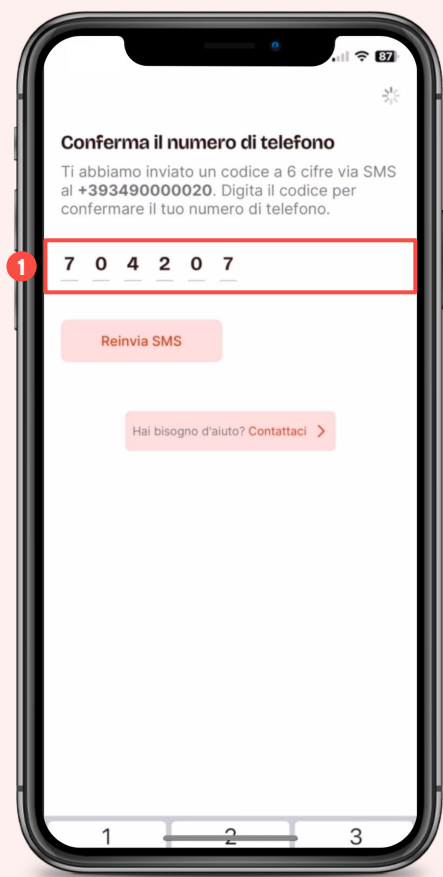 87
Conferma il numero di telefono
Ti abbiamo inviato un codice a 6 cifre via SMS
al +393490000020. Digita il codice per
confermare il tuo numero di telefono.
1
7 0 4 2 0 7
Reinvia SMS
Hai bisogno d'aiuto? Contattaci >
1 2 3